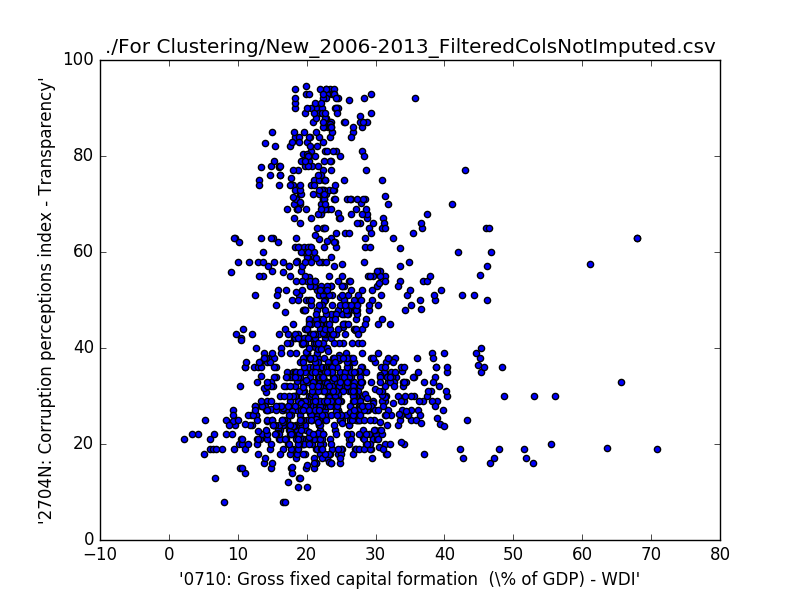 ./For Clustering/New_2006-2013_FilteredColsNotImputed.csv
'2704N: Corruption perceptions index - Transparency'
100
80
60
40
20
0
−10 0 10 20 30 40 50 60 70 80
'0710: Gross fixed capital formation (\% of GDP) - WDI'